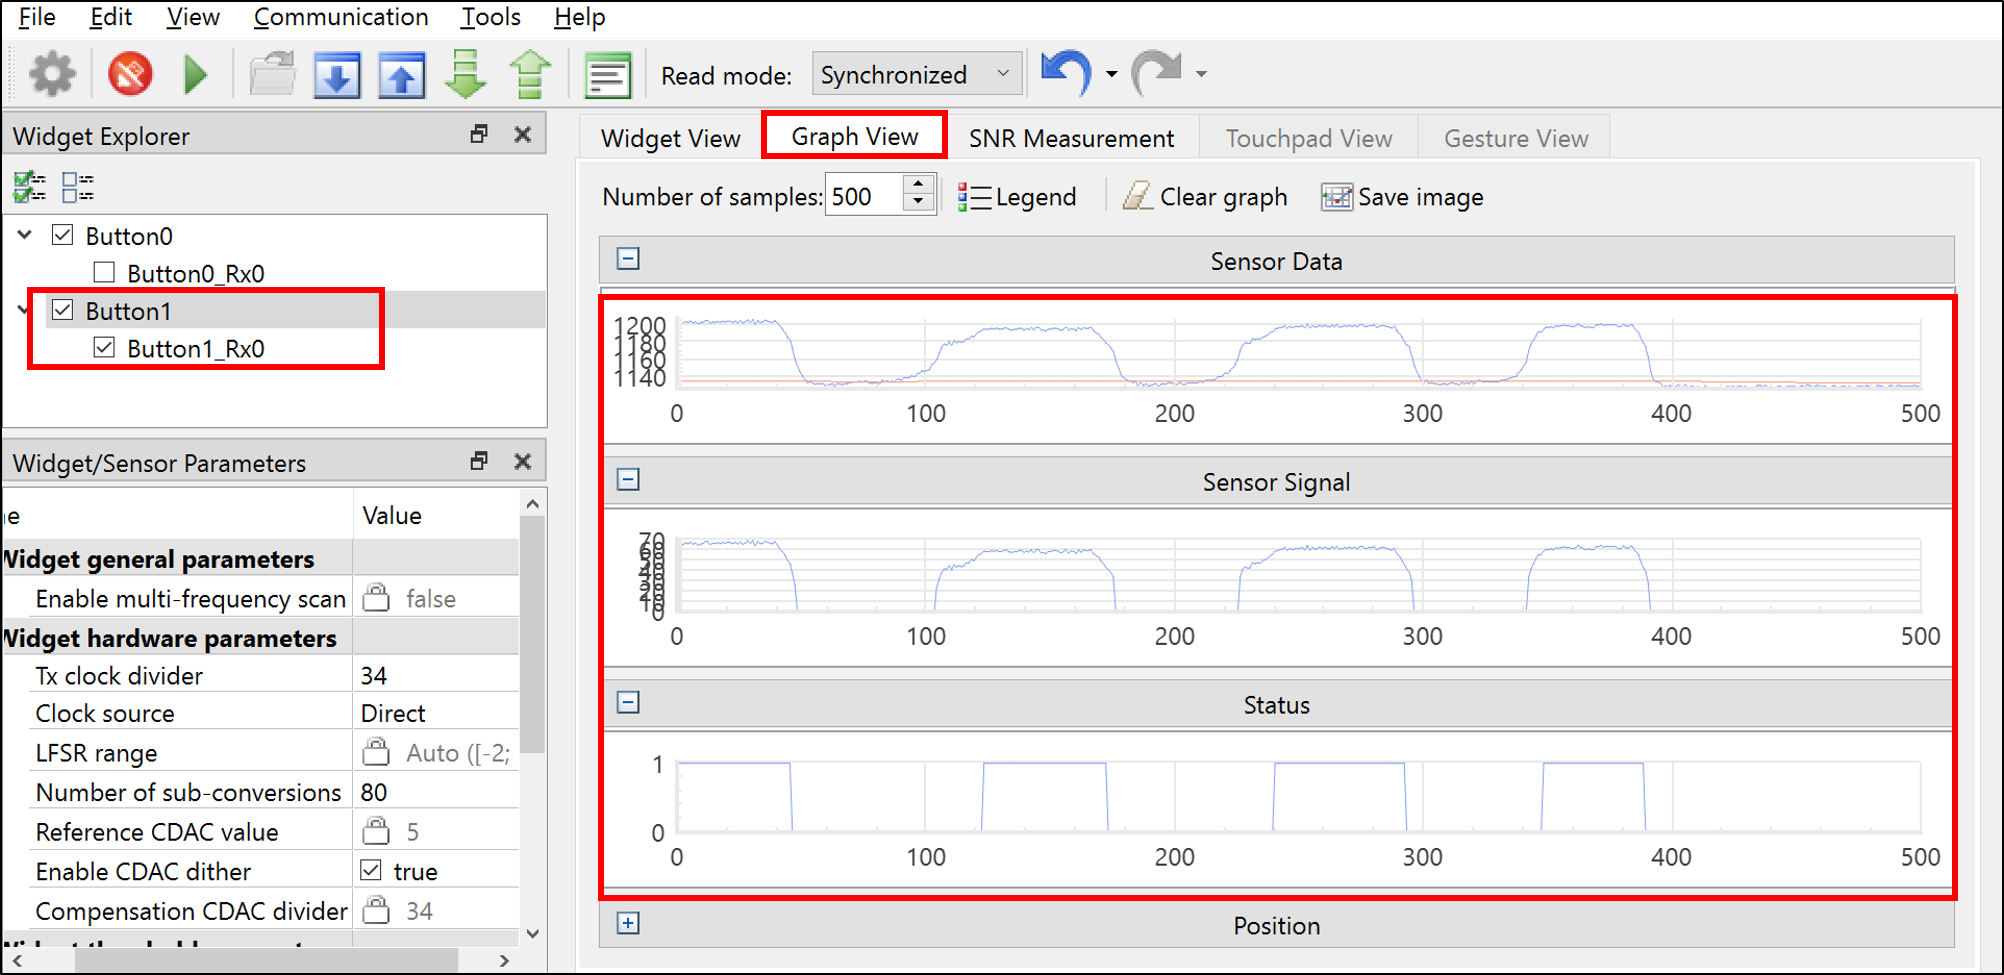 File Edit View Communication Tools Help
Read mode: Synchronized
Widget Explorer
Button0
Button0_Rx0
Button1
Button1_Rx0
Widget/Sensor Parameters
Value
Widget general parameters
Enable multi-frequency scan false
Widget hardware parameters
Tx clock divider 34
Clock source Direct
LFSR range Auto ([-2;
Number of sub-conversions 80
Reference CDAC value 5
Enable CDAC dither true
Compensation CDAC divider 34
Widget View Graph View SNR Measurement Touchpad View Gesture View
Number of samples: 500 Legend Clear graph Save image
Sensor Data
1200
1180
1160
1140
0 100 200 300 400 500
Sensor Signal
70
60
50
40
30
20
10
0
0 100 200 300 400 500
Status
1
0
0 100 200 300 400 500
Position